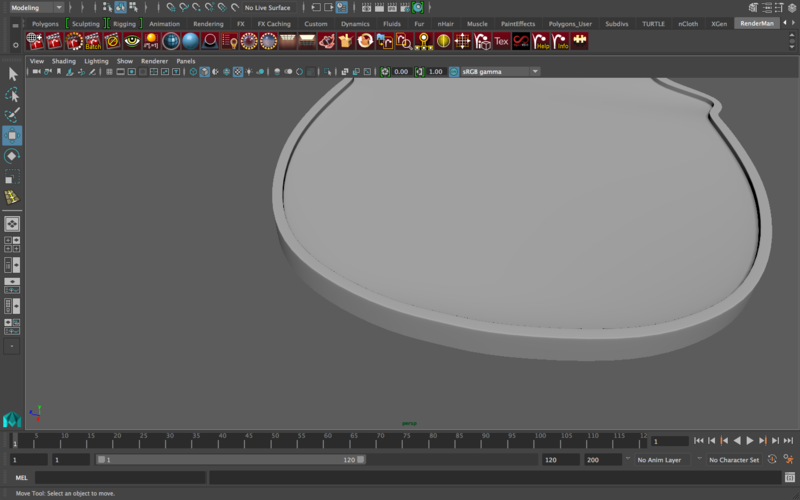 Modeling
No Live Surface
Polygons Sculpting Rigging Animation Rendering FX FX Caching Custom Dynamics Fluids Fur nHair Muscle PaintEffects Polygons_User Subdivs TURTLE nCloth XGen RenderMan
Batch Tex Help Info
View Shading Lighting Show Renderer Panels
0.00 1.00 sRGB gamma
persp
1 5 10 15 20 25 30 35 40 45 50 55 60 65 70 75 80 85 90 95 100 105 110 115 12 1
1 1 1 120 120 200 No Anim Layer No Character Set
MEL
Move Tool: Select an object to move.